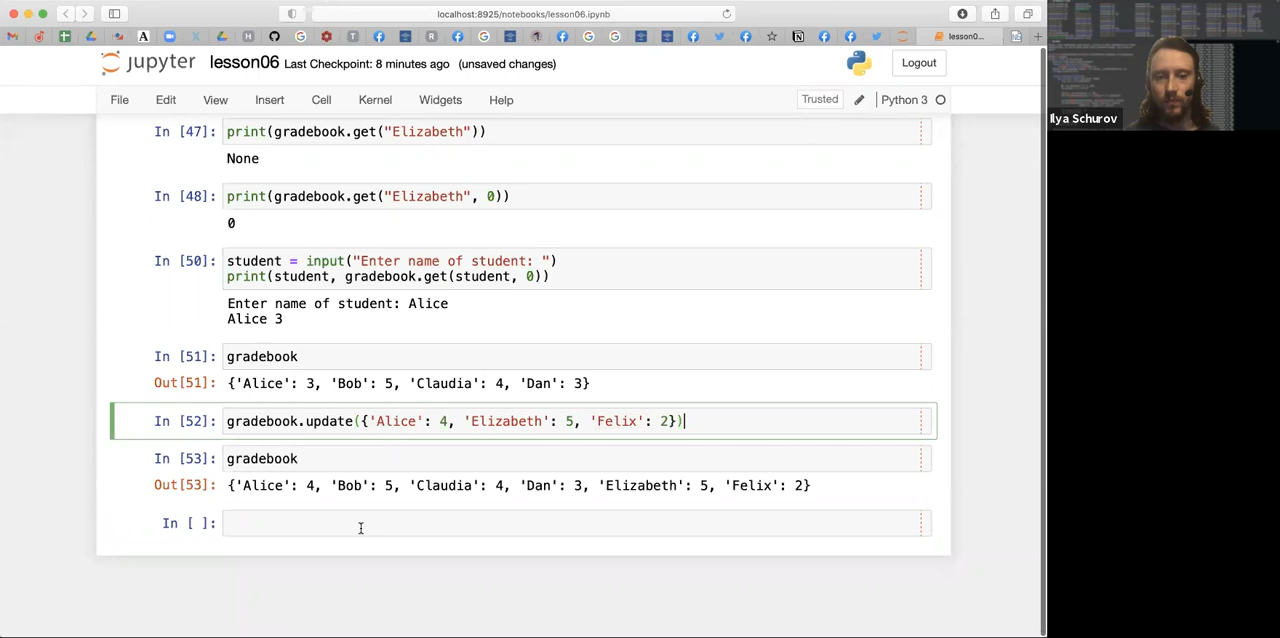 localhost:8925/notebooks/lesson06.ipynb
lesson0...
jupyter lesson06 Last Checkpoint: 8 minutes ago (unsaved changes)
Logout
File Edit View Insert Cell Kernel Widgets Help
Trusted
Python 3
Ilya Schurov
In [47]: print(gradebook.get("Elizabeth"))
None
In [48]: print(gradebook.get("Elizabeth", 0))
0
In [50]: student = input("Enter name of student: ")
print(student, gradebook.get(student, 0))
Enter name of student: Alice
Alice 3
In [51]: gradebook
Out[51]: {'Alice': 3, 'Bob': 5, 'Claudia': 4, 'Dan': 3}
In [52]: gradebook.update({'Alice': 4, 'Elizabeth': 5, 'Felix': 2})
In [53]: gradebook
Out[53]: {'Alice': 4, 'Bob': 5, 'Claudia': 4, 'Dan': 3, 'Elizabeth': 5, 'Felix': 2}
In [ ]: